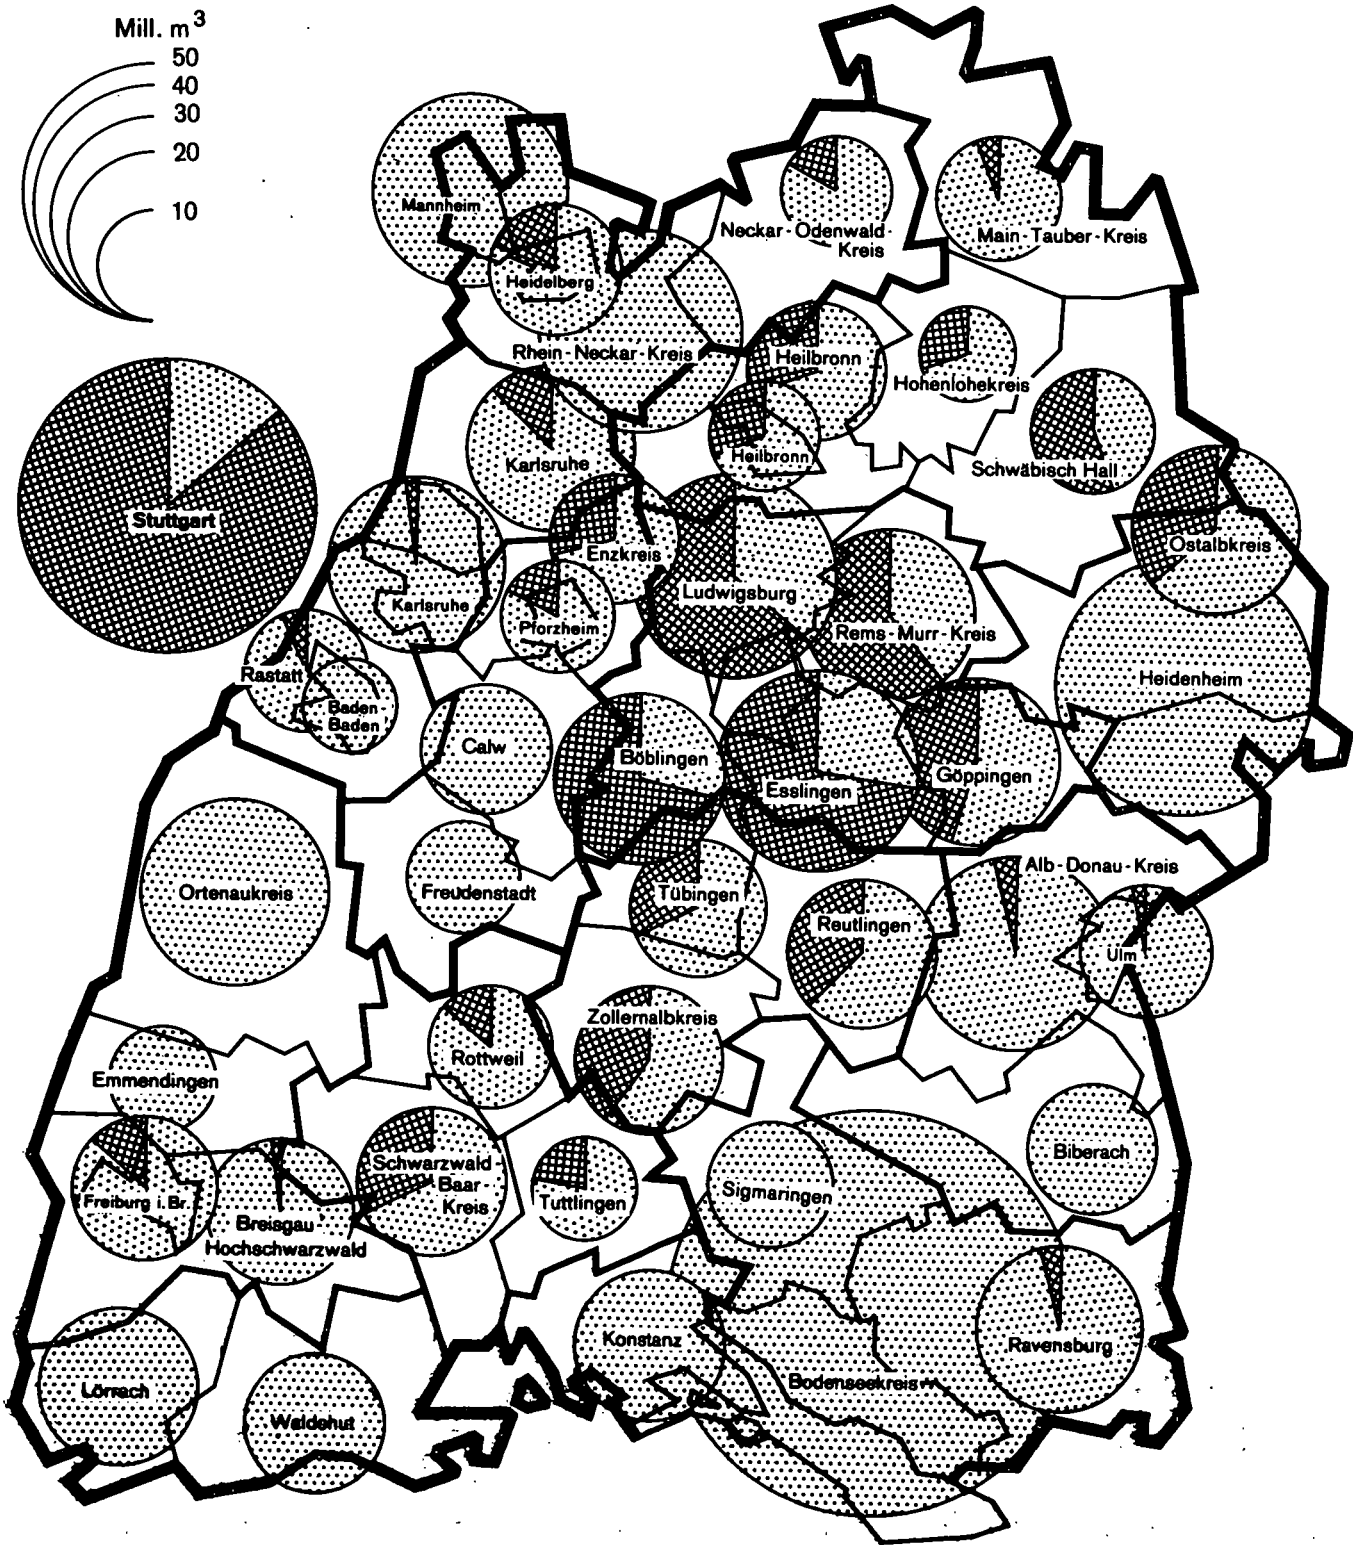 Mill. m³
50
40
30
20
10
Mannheim
Heidelberg
Neckar-Odenwald-
Kreis
Main-Tauber-Kreis
Rhein-Neckar-Kreis
Heilbronn
Hohenlohekreis
Heilbronn
Schwäbisch Hall
Karlsruhe
Stuttgart
Enzkreis
Ostalbkreis
Karlsruhe
Ludwigsburg
Pforzheim
Rems-Murr-Kreis
Rastatt
Heidenheim
Baden-
Baden
Calw
Böblingen
Esslingen
Göppingen
Alb-Donau-Kreis
Ortenaukreis
Freudenstadt
Tübingen
Reutlingen
Ulm
Zollernalbkreis
Rottweil
Emmendingen
Biberach
Schwarzwald-
Baar
Kreis
Freiburg i. Br.
Tuttlingen
Sigmaringen
Breisgau
Hochschwarzwald
Konstanz
Ravensburg
Bodenseekreis
Lörrach
Waldshut